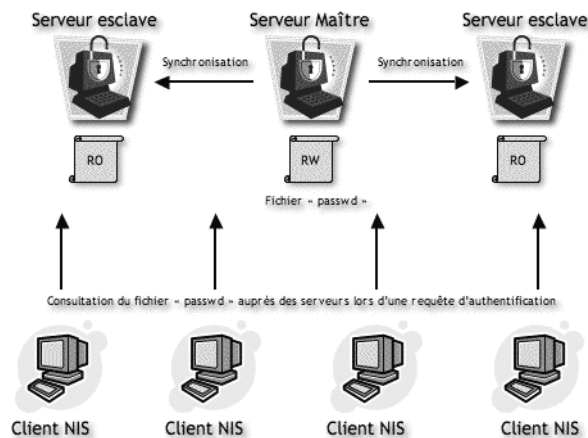 Serveur esclave
Serveur Maître
Serveur esclave
Synchronisation
Synchronisation
RO
RW
RO
Fichier « passwd »
Consultation du fichier « passwd » auprès des serveurs lors d'une requête d'authentification
Client NIS
Client NIS
Client NIS
Client NIS